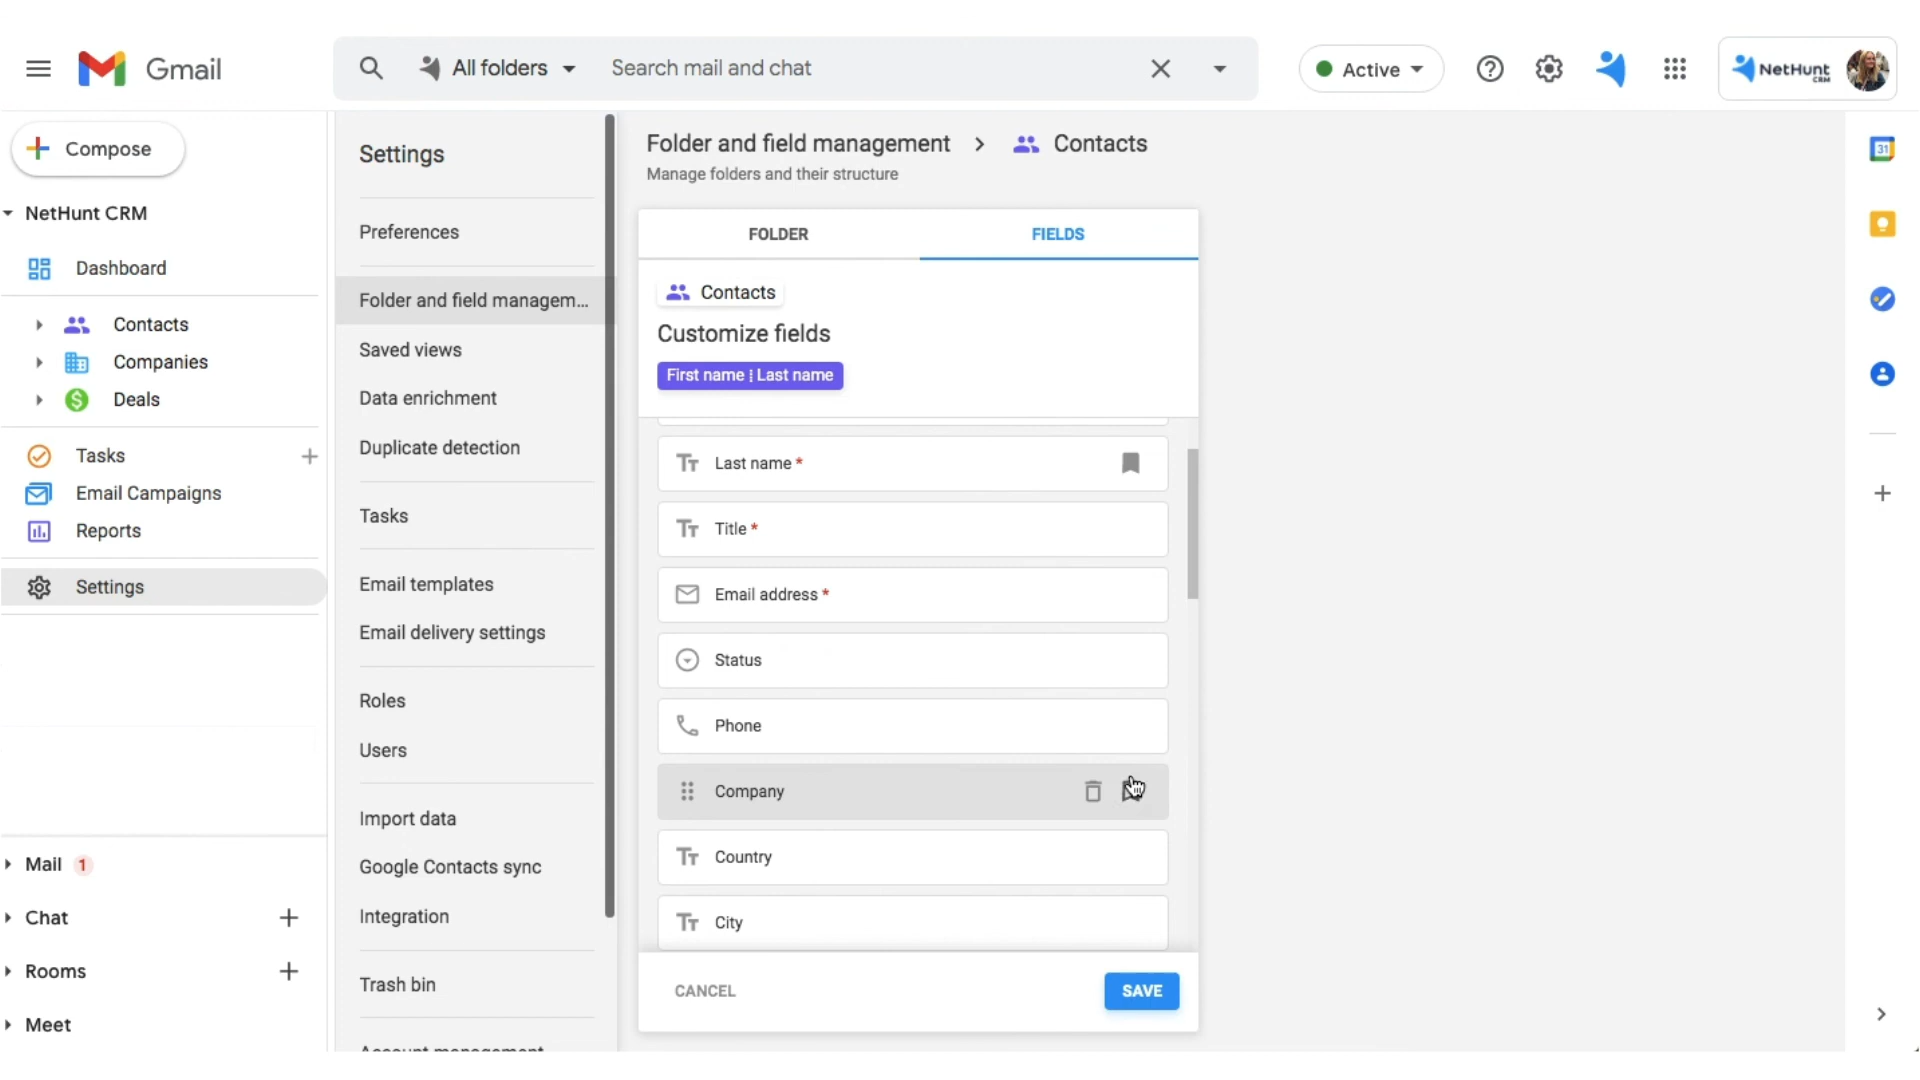 Gmail
All folders
Search mail and chat
Active
NetHunt
CRM
Compose
NetHunt CRM
Dashboard
Contacts
Companies
Deals
Tasks
Email Campaigns
Reports
Settings
Mail 1
Chat
Rooms
Meet
Settings
Preferences
Folder and field managem...
Saved views
Data enrichment
Duplicate detection
Tasks
Email templates
Email delivery settings
Roles
Users
Import data
Google Contacts sync
Integration
Trash bin
Account management
Folder and field management > Contacts
Manage folders and their structure
FOLDER
FIELDS
Contacts
Customize fields
First name ⋮ Last name
Last name *
Title *
Email address *
Status
Phone
Company
Country
City
CANCEL
SAVE
31